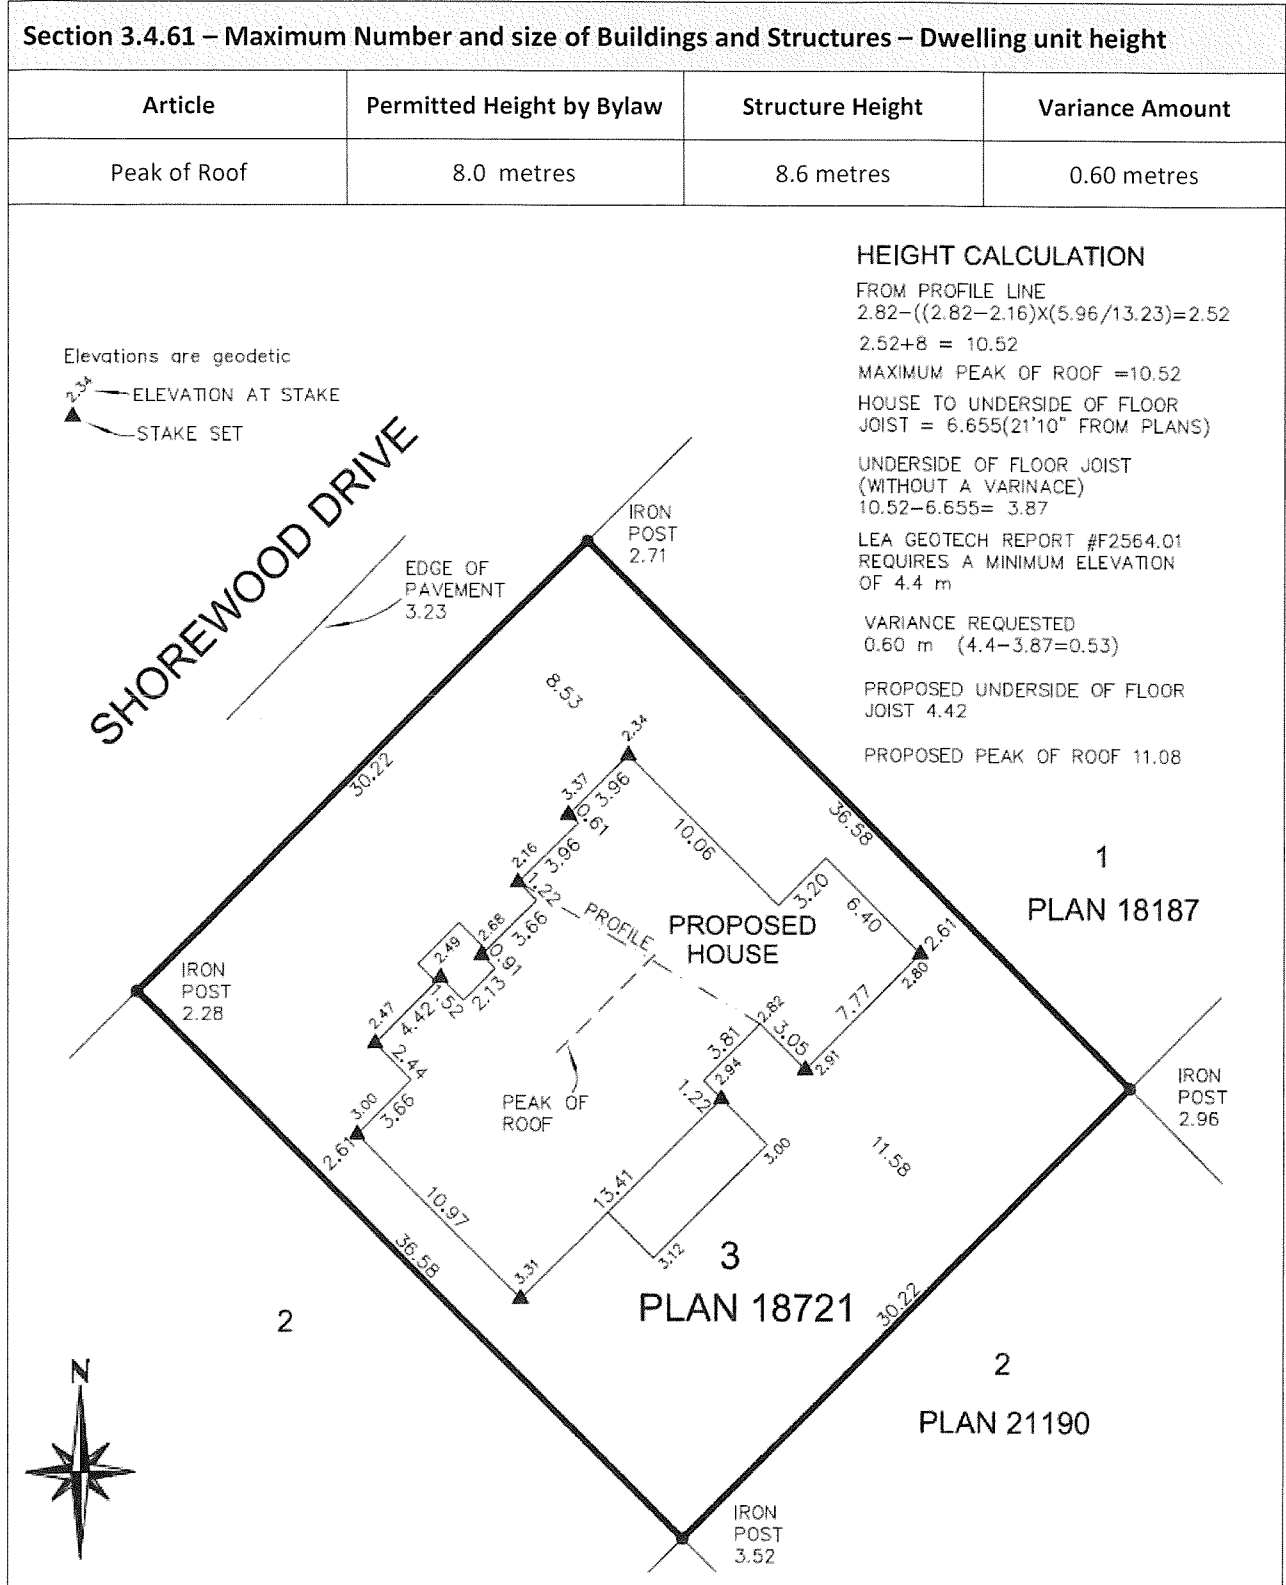 Section 3.4.61 – Maximum Number and size of Buildings and Structures – Dwelling unit height
Article
Permitted Height by Bylaw
Structure Height
Variance Amount
Peak of Roof
8.0 metres
8.6 metres
0.60 metres
HEIGHT CALCULATION
FROM PROFILE LINE
2.82-((2.82-2.16)X(5.96/13.23)=2.52
2.52+8 = 10.52
MAXIMUM PEAK OF ROOF =10.52
HOUSE TO UNDERSIDE OF FLOOR
JOIST = 6.655(21'10" FROM PLANS)
UNDERSIDE OF FLOOR JOIST
(WITHOUT A VARINACE)
10.52-6.655= 3.87
LEA GEOTECH REPORT #F2564.01
REQUIRES A MINIMUM ELEVATION
OF 4.4 m
VARIANCE REQUESTED
0.60 m (4.4-3.87=0.53)
PROPOSED UNDERSIDE OF FLOOR
JOIST 4.42
PROPOSED PEAK OF ROOF 11.08
Elevations are geodetic
2.34
ELEVATION AT STAKE
STAKE SET
SHOREWOOD DRIVE
EDGE OF
PAVEMENT
3.23
IRON
POST
2.71
8.53
30.22
2.34
3.37
3.96
0.61
2.16
3.96
1.22
10.06
36.58
3.20
6.40
PROFILE
PROPOSED
HOUSE
2.68
3.66
2.49
0.91
2.13
1.52
2.61
2.80
1
PLAN 18187
IRON
POST
2.28
2.47
4.42
2.44
7.77
2.82
3.05
3.81
2.94
2.91
1.22
PEAK OF
ROOF
3.00
3.66
2.61
IRON
POST
2.96
3.00
11.58
10.97
13.41
36.58
3.12
3.31
3
PLAN 18721
30.22
2
2
PLAN 21190
N
IRON
POST
3.52